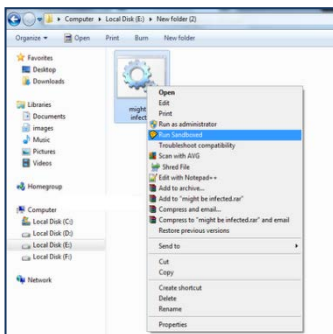 Computer ▸ Local Disk (E:) ▸ New folder (2)
Organize ▾ Open Print Burn New folder
Favorites
Desktop
Downloads
Libraries
Documents
images
Music
Pictures
Videos
Homegroup
Computer
Local Disk (C:)
Local Disk (D:)
Local Disk (E:)
Local Disk (F:)
Network
might
infect
Open
Edit
Print
Run as administrator
Run Sandboxed
Troubleshoot compatibility
Scan with AVG
Shred File
Edit with Notepad++
Add to archive...
Add to "might be infected.rar"
Compress and email...
Compress to "might be infected.rar" and email
Restore previous versions
Send to
Cut
Copy
Create shortcut
Delete
Rename
Properties